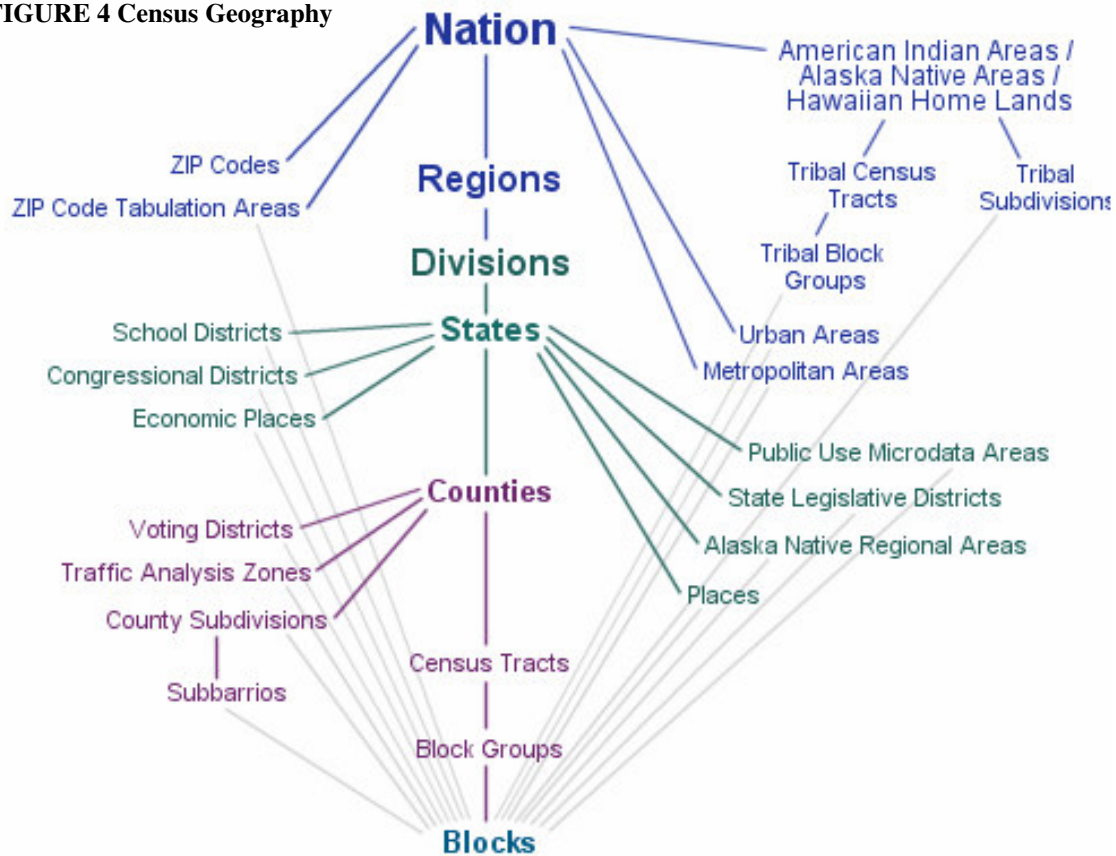 FIGURE 4 Census Geography
Nation
American Indian Areas /
Alaska Native Areas /
Hawaiian Home Lands
ZIP Codes
ZIP Code Tabulation Areas
Regions
Tribal Census
Tracts
Tribal
Subdivisions
Divisions
Tribal Block
Groups
School Districts
States
Urban Areas
Congressional Districts
Metropolitan Areas
Economic Places
Public Use Microdata Areas
Counties
State Legislative Districts
Voting Districts
Alaska Native Regional Areas
Traffic Analysis Zones
Places
County Subdivisions
Census Tracts
Subbarrios
Block Groups
Blocks